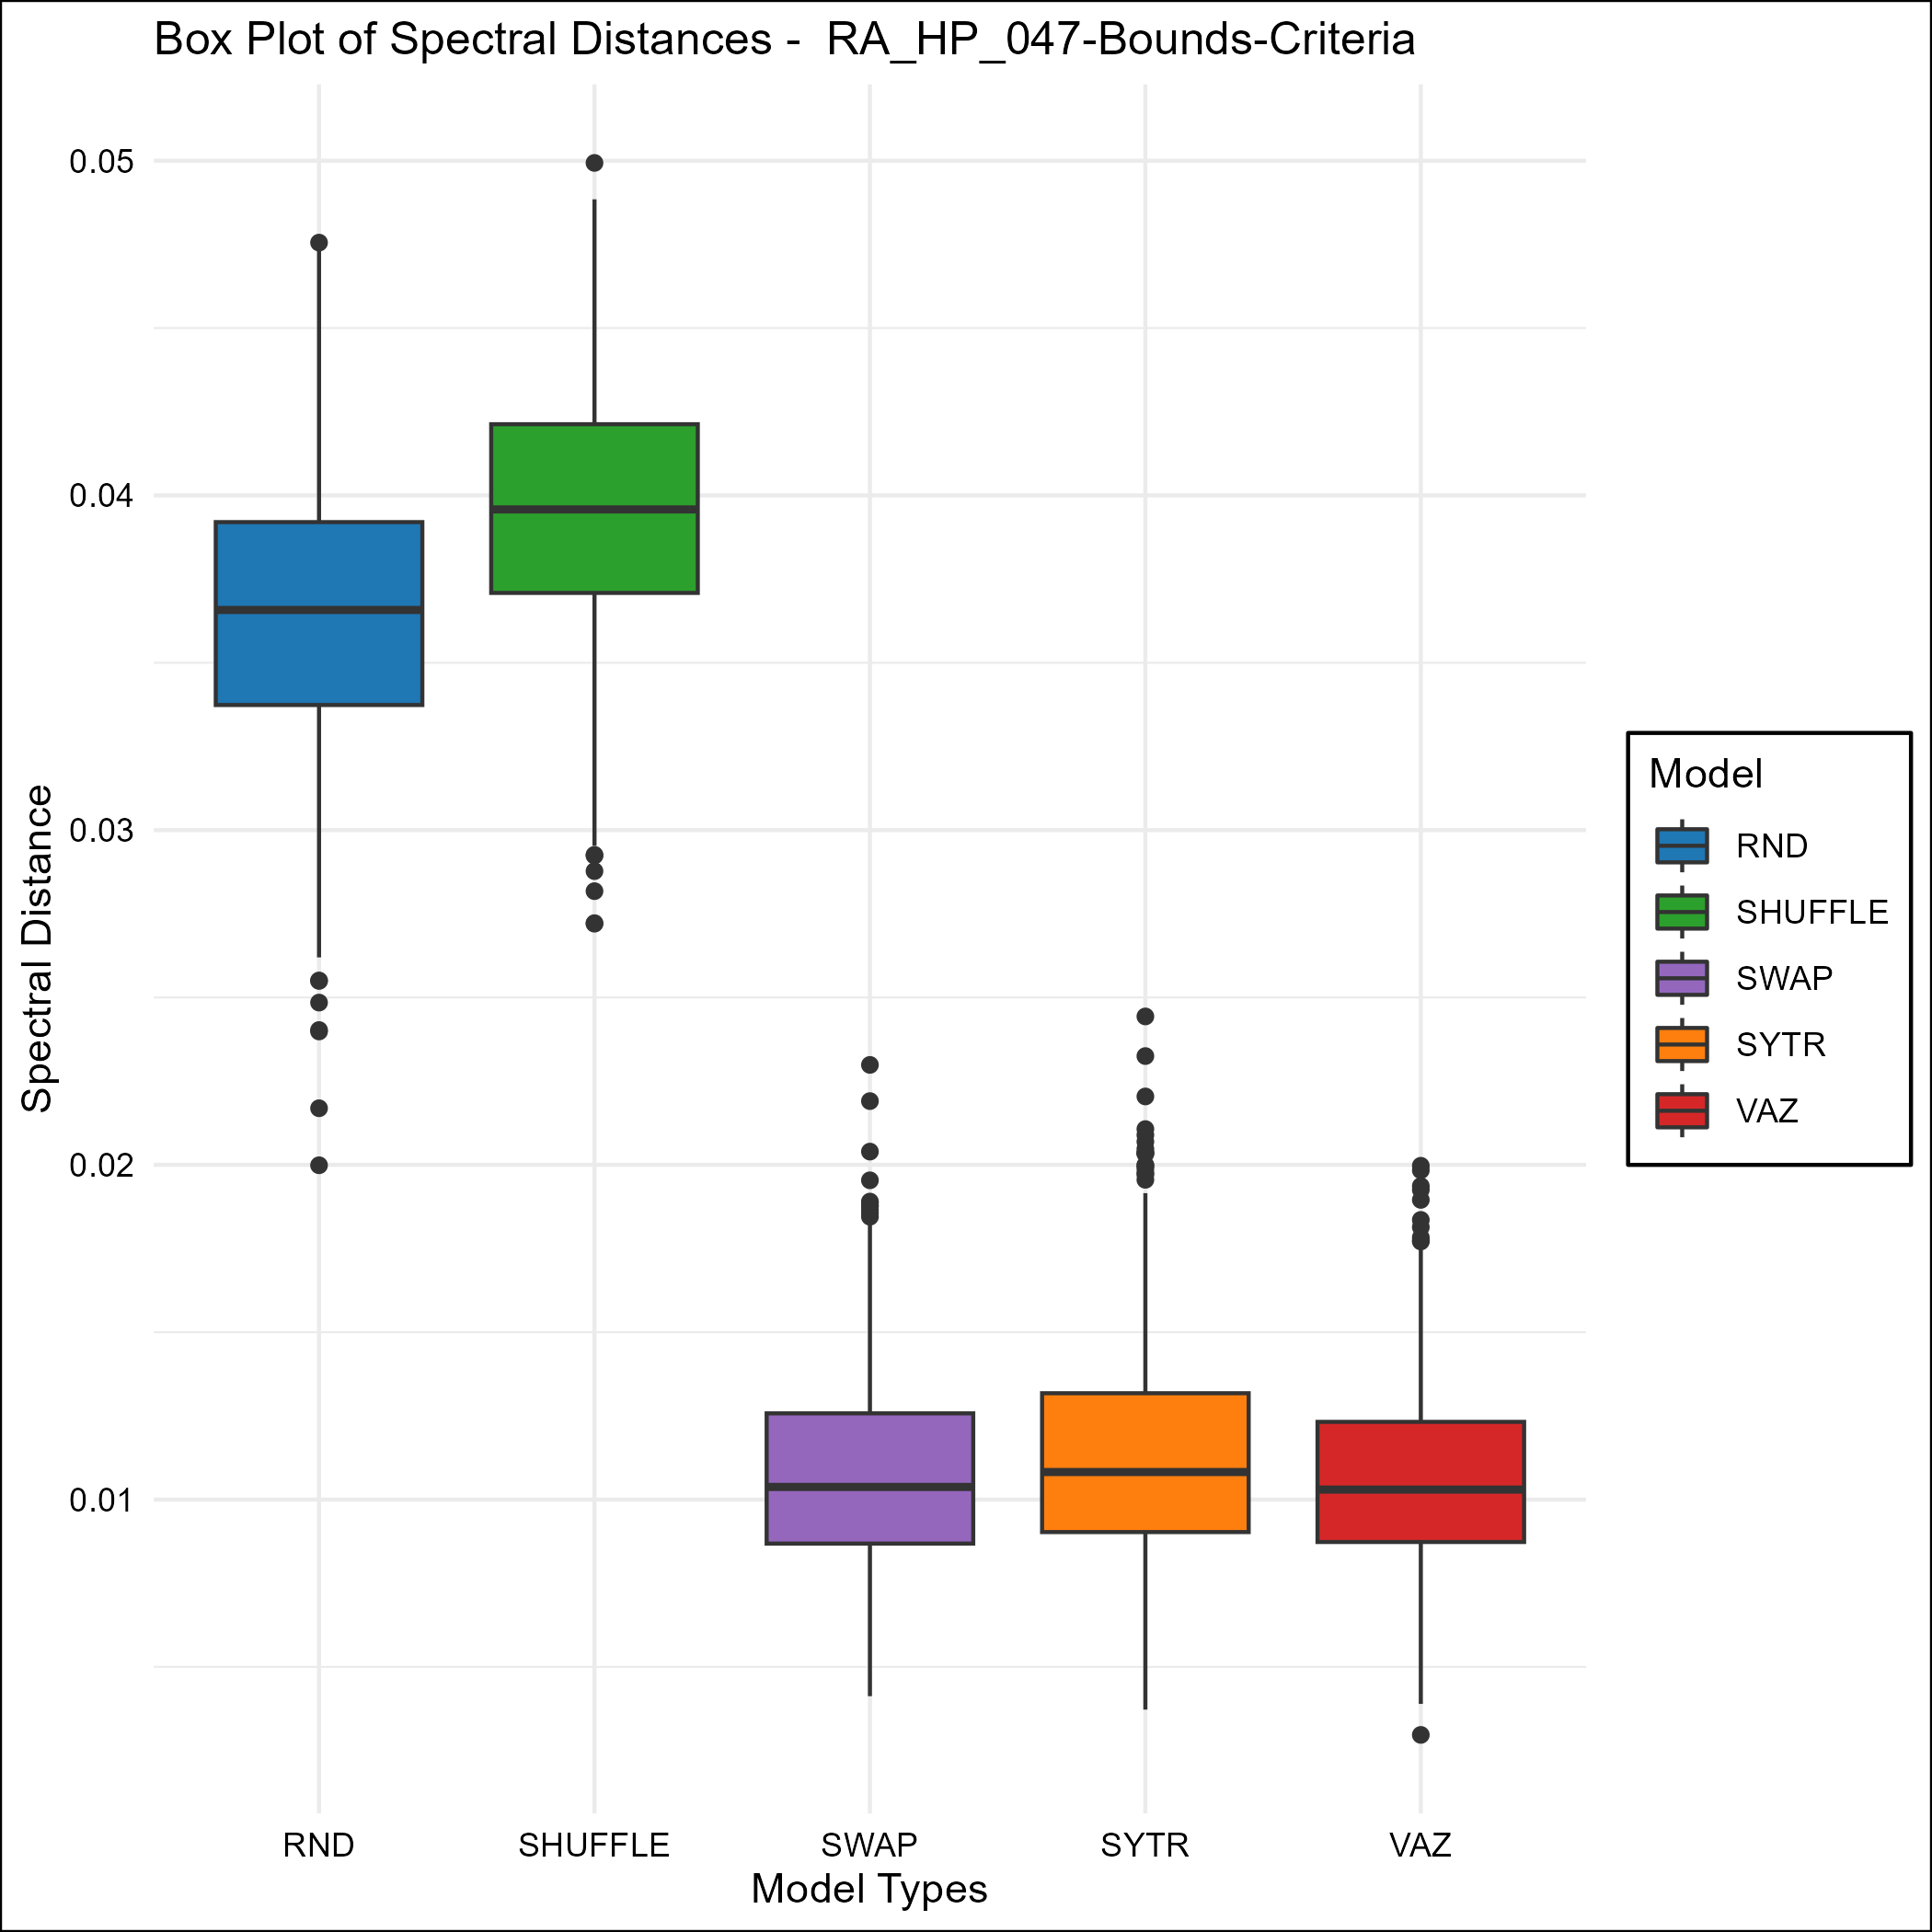 Box Plot of Spectral Distances -  RA_HP_047-Bounds-Criteria
0.05
0.04
0.03
0.02
0.01
Spectral Distance
RND
SHUFFLE
SWAP
SYTR
VAZ
Model Types
Model
RND
SHUFFLE
SWAP
SYTR
VAZ